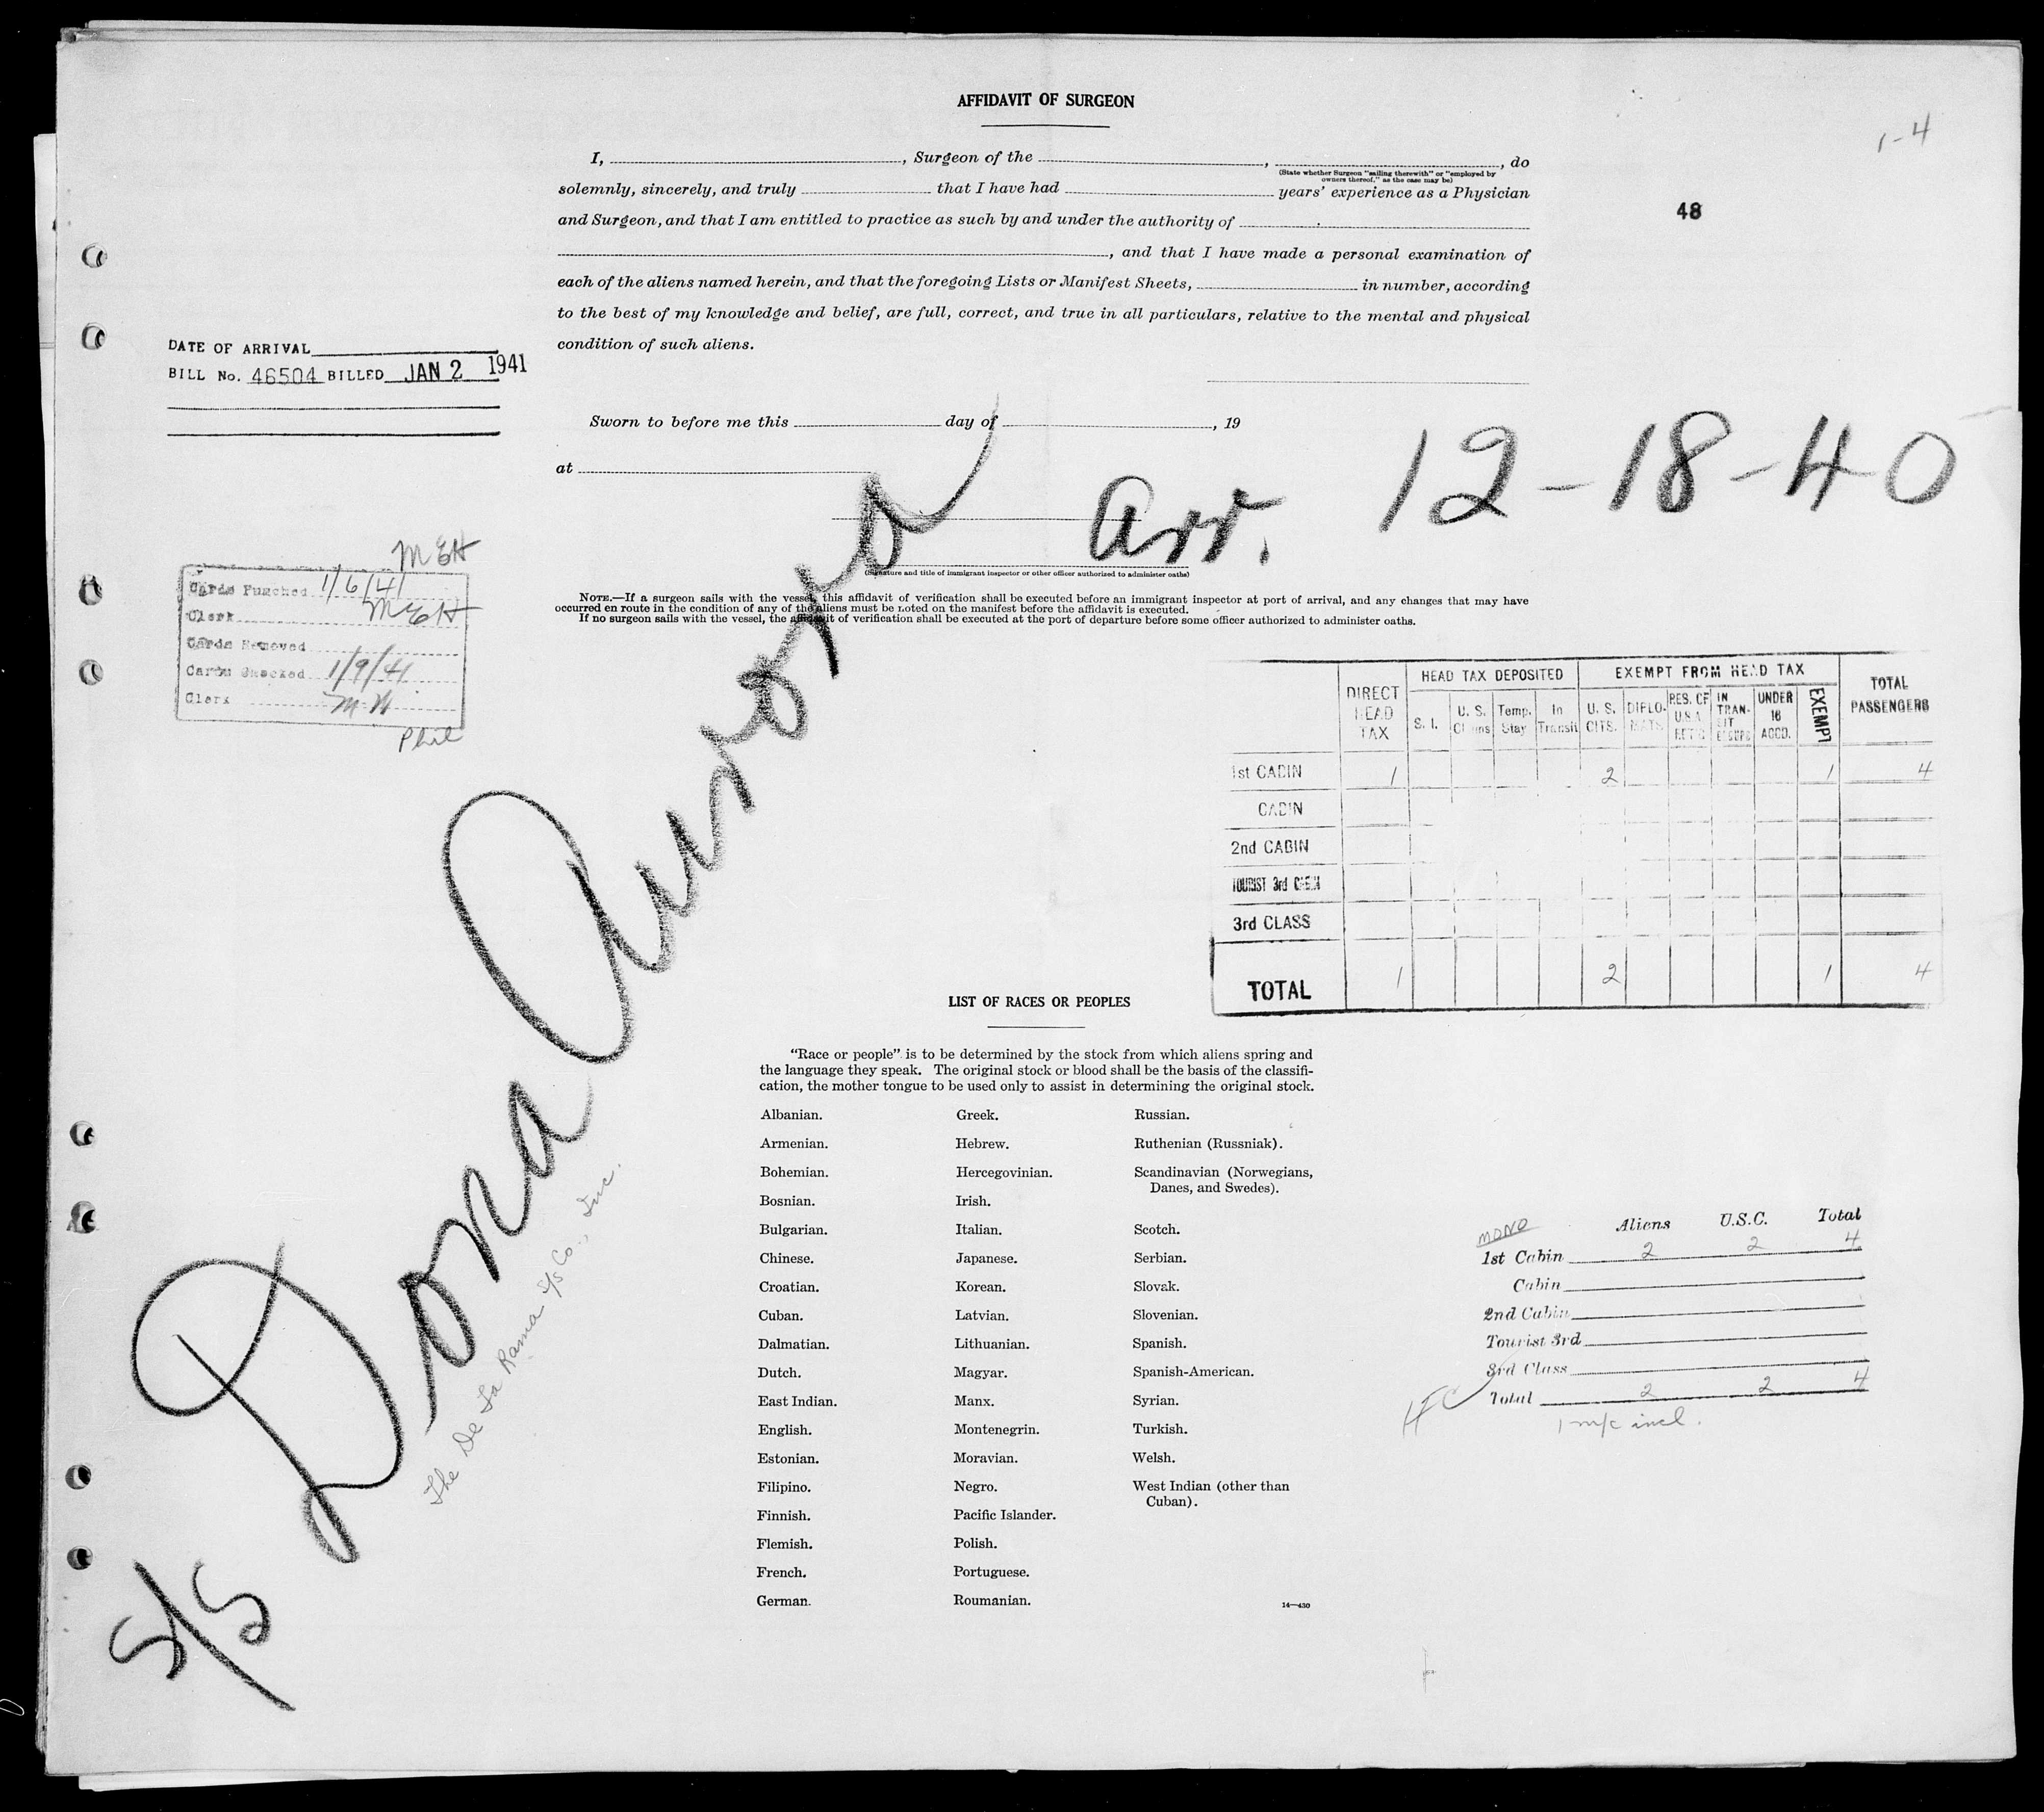 AFFIDAVIT OF SURGEON
1-4
I, , Surgeon of the , , do
(State whether Surgeon "sailing therewith" or "employed by
owners thereof," as the case may be)
solemnly, sincerely, and truly that I have had years' experience as a Physician
48
and Surgeon, and that I am entitled to practice as such by and under the authority of
, and that I have made a personal examination of
each of the aliens named herein, and that the foregoing Lists or Manifest Sheets, in number, according
to the best of my knowledge and belief, are full, correct, and true in all particulars, relative to the mental and physical
condition of such aliens.
DATE OF ARRIVAL
BILL No. 46504 BILLED JAN 2 1941
Sworn to before me this day of , 19
at
Arr. 12-18-40
(Signature and title of immigrant inspector or other officer authorized to administer oaths)
NOTE.—If a surgeon sails with the vessel, this affidavit of verification shall be executed before an immigrant inspector at port of arrival, and any changes that may have
occurred en route in the condition of any of the aliens must be noted on the manifest before the affidavit is executed.
If no surgeon sails with the vessel, the affidavit of verification shall be executed at the port of departure before some officer authorized to administer oaths.
MEH
Cards Punched 1/6/41
Clerk MEH
Cards Removed
Cards Checked 1/9/41
Clerk M.W.
Phil
S/S Dona Aurora
The De La Rama S/S Co., Inc.
DIRECT HEAD TAX
HEAD TAX DEPOSITED
EXEMPT FROM HEAD TAX
TOTAL PASSENGERS
S. I. U. S. Temp. Stay In Transit U. S. CITS. DIPLOMATS RES. OF U.S.A. RET'G IN TRANSIT UNDER 16 ACCD. EXEMPT
1st CABIN 1 2 1 4
CABIN
2nd CABIN
TOURIST 3rd CABIN
3rd CLASS
TOTAL 1 2 1 4
LIST OF RACES OR PEOPLES
"Race or people" is to be determined by the stock from which aliens spring and
the language they speak. The original stock or blood shall be the basis of the classifi-
cation, the mother tongue to be used only to assist in determining the original stock.
Albanian.
Armenian.
Bohemian.
Bosnian.
Bulgarian.
Chinese.
Croatian.
Cuban.
Dalmatian.
Dutch.
East Indian.
English.
Estonian.
Filipino.
Finnish.
Flemish.
French.
German.
Greek.
Hebrew.
Hercegovinian.
Irish.
Italian.
Japanese.
Korean.
Latvian.
Lithuanian.
Magyar.
Manx.
Montenegrin.
Moravian.
Negro.
Pacific Islander.
Polish.
Portuguese.
Roumanian.
Russian.
Ruthenian (Russniak).
Scandinavian (Norwegians,
Danes, and Swedes).
Scotch.
Serbian.
Slovak.
Slovenian.
Spanish.
Spanish-American.
Syrian.
Turkish.
Welsh.
West Indian (other than
Cuban).
14—430
MONO
Aliens U.S.C. Total
1st Cabin 2 2 4
Cabin
2nd Cabin
Tourist 3rd
3rd Class
Total 2 2 4
1 m/c incl.